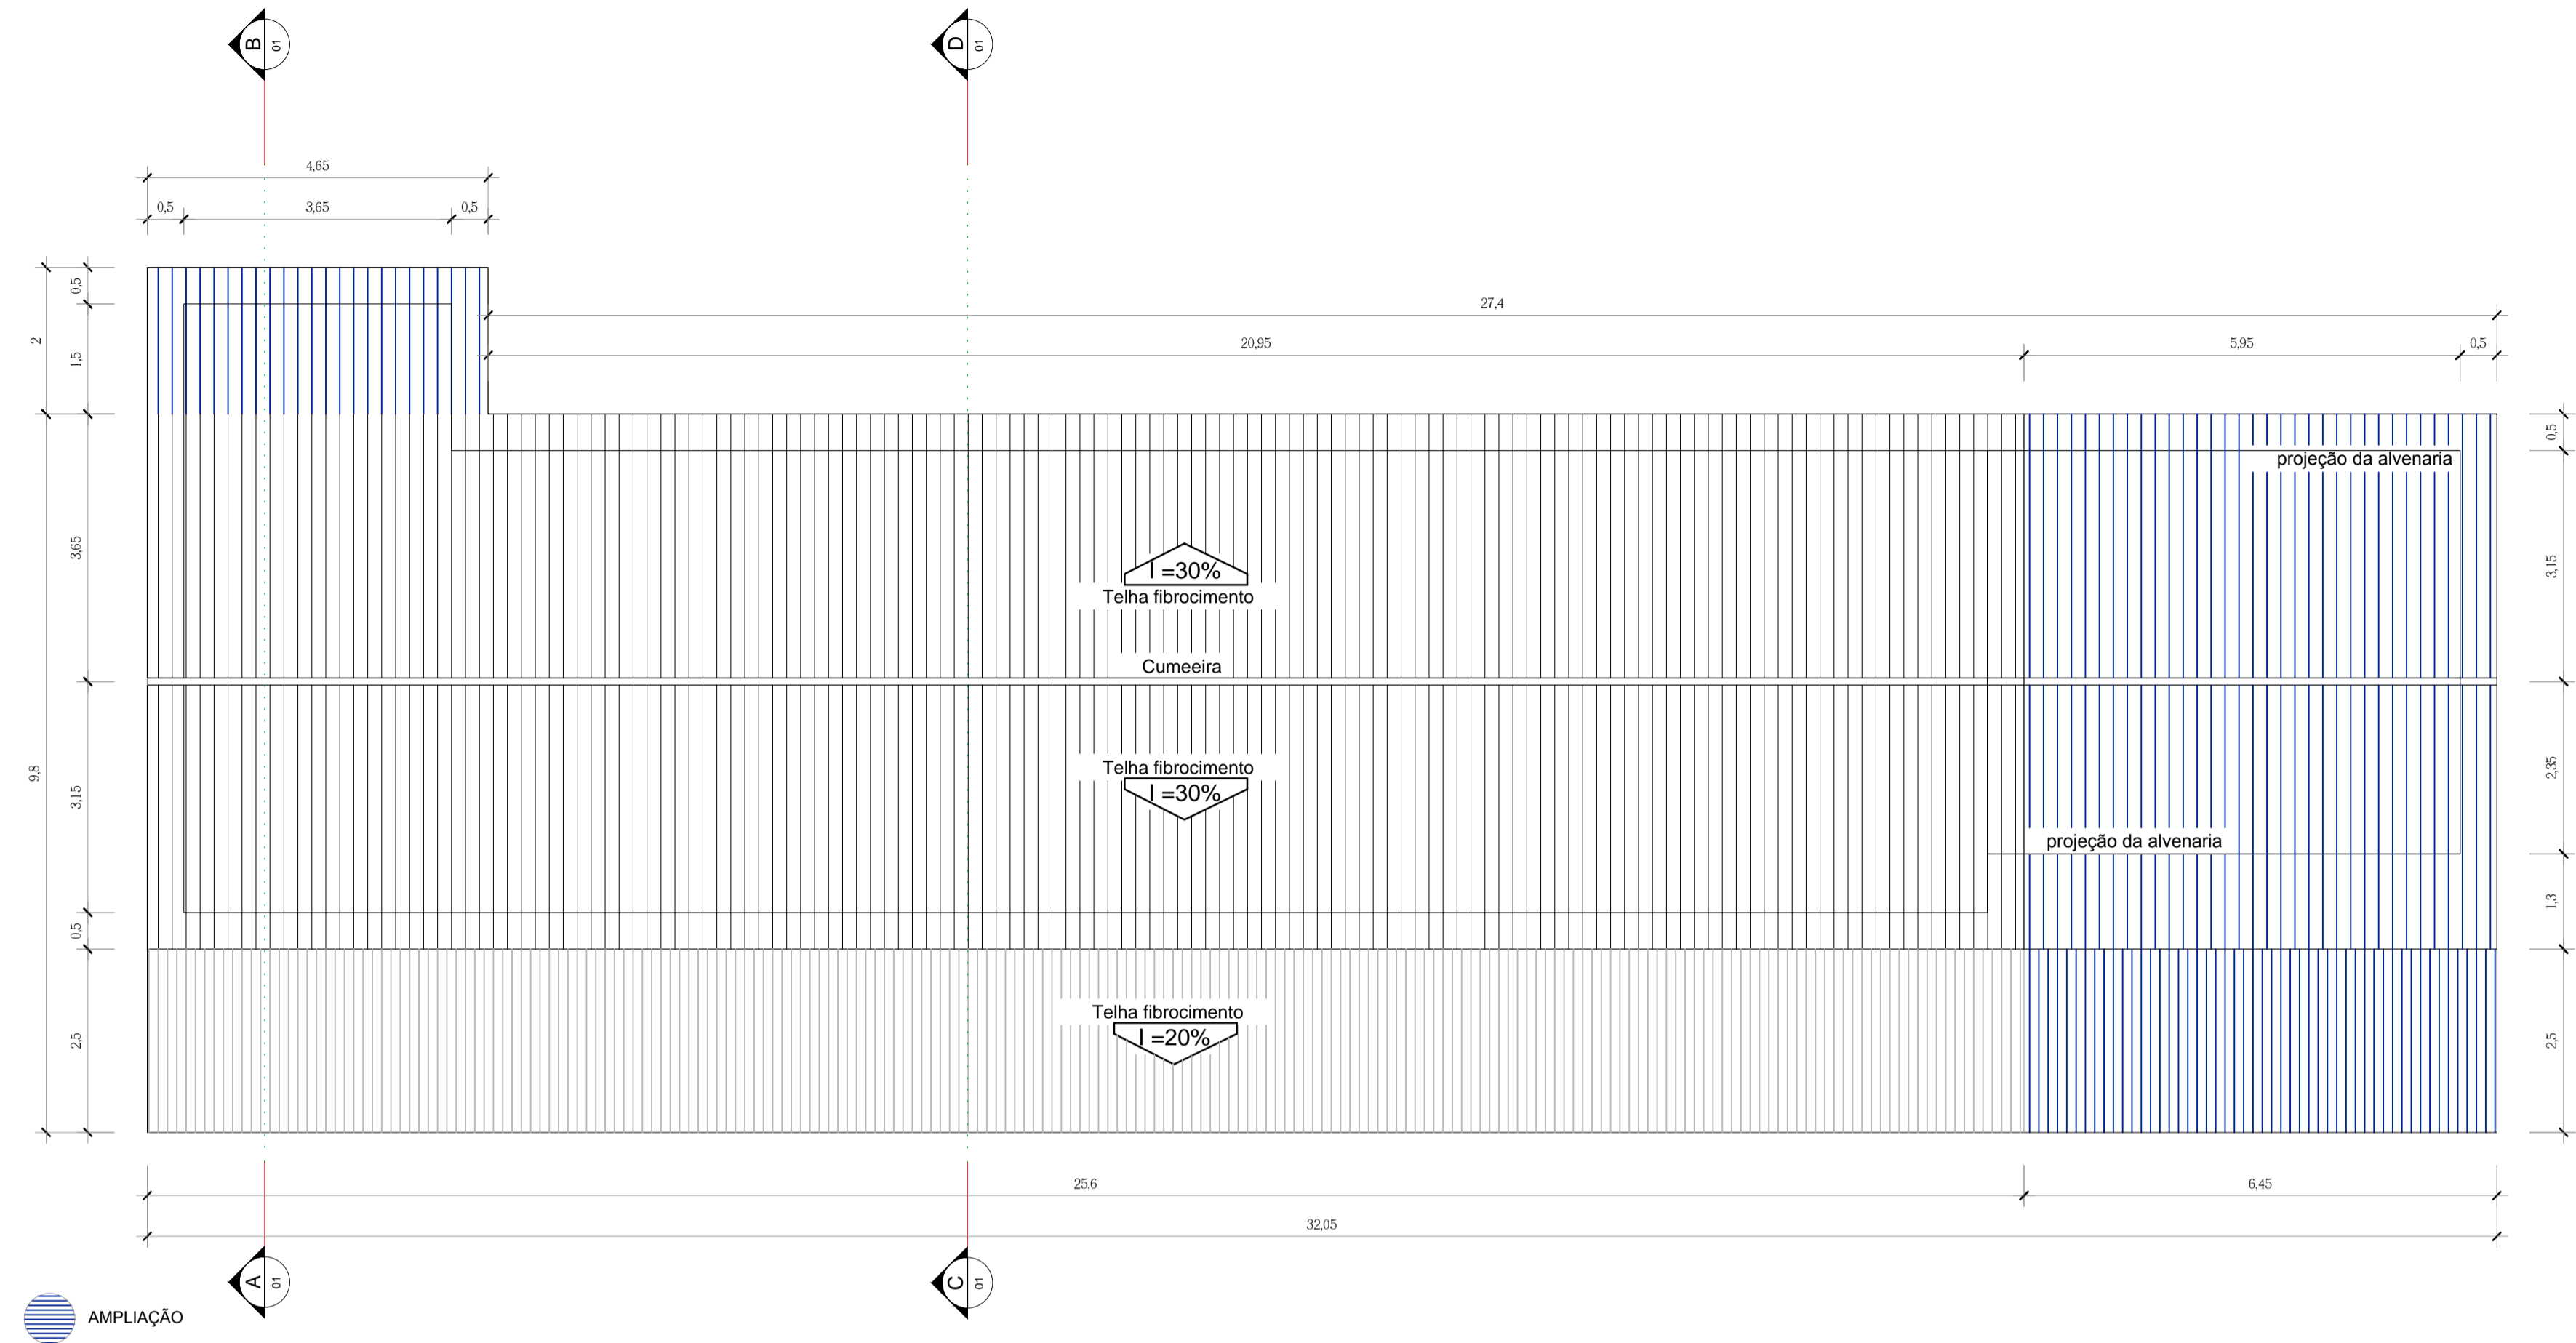 B
01
D
01
4,65
0,5
3,65
0,5
0,5
2
1,5
27,4
20,95
5,95
0,5
0,5
projeção da alvenaria
3,65
3,15
I =30%
Telha fibrocimento
Cumeeira
9,8
3,15
Telha fibrocimento
I =30%
2,35
projeção da alvenaria
0,5
1,3
2,5
Telha fibrocimento
I =20%
2,5
25,6
6,45
32,05
A
01
C
01
AMPLIAÇÃO